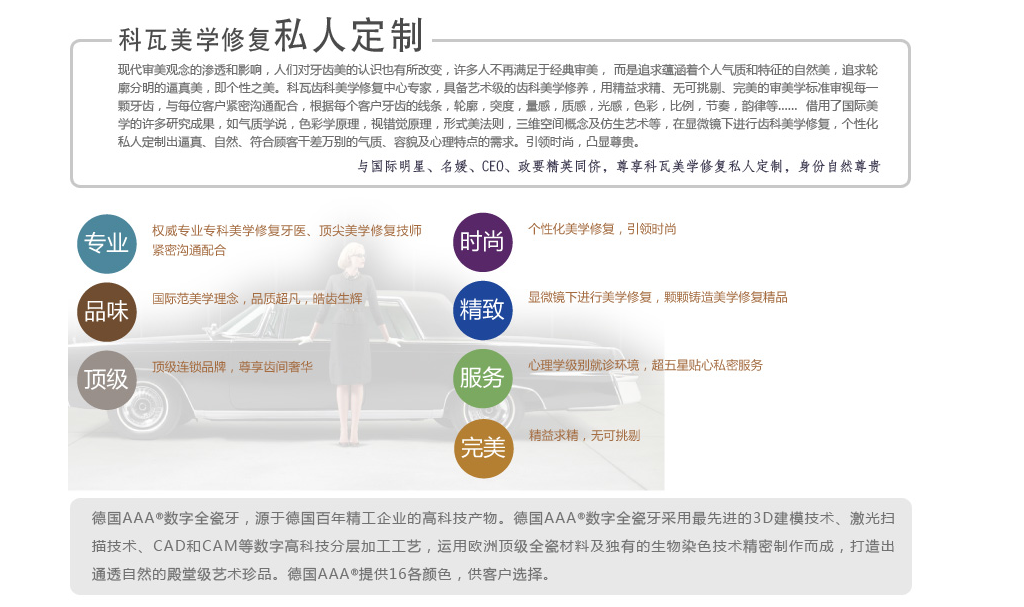 科瓦美学修复私人定制
现代审美观念的渗透和影响，人们对牙齿美的认识也有所改变，许多人不再满足于经典审美， 而是追求蕴涵着个人气质和特征的自然美，追求轮
廓分明的逼真美，即个性之美。科瓦齿科美学修复中心专家，具备艺术级的齿科美学修养，用精益求精、无可挑剔、完美的审美学标准审视每一
颗牙齿，与每位客户紧密沟通配合，根据每个客户牙齿的线条，轮廓，突度，量感，质感，光感，色彩，比例，节奏，韵律等...... 借用了国际美
学的许多研究成果，如气质学说，色彩学原理，视错觉原理，形式美法则，三维空间概念及仿生艺术等，在显微镜下进行齿科美学修复，个性化
私人定制出逼真、自然、符合顾客干差万别的气质、容貌及心理特点的需求。引领时尚，凸显尊贵。
与国际明星、名媛、CEO、政要精英同侪，尊享科瓦美学修复私人定制，身份自然尊贵
专业
权威专业专科美学修复牙医、顶尖美学修复技师
紧密沟通配合
品味
国际范美学理念，品质超凡，皓齿生辉
顶级
顶级连锁品牌，尊享齿间奢华
时尚
个性化美学修复，引领时尚
精致
显微镜下进行美学修复，颗颗铸造美学修复精品
服务
心理学级别就诊环境，超五星贴心私密服务
完美
精益求精，无可挑剔
德国AAA®数字全瓷牙，源于德国百年精工企业的高科技产物。德国AAA®数字全瓷牙采用最先进的3D建模技术、激光扫
描技术、CAD和CAM等数字高科技分层加工工艺，运用欧洲顶级全瓷材料及独有的生物染色技术精密制作而成，打造出
通透自然的殿堂级艺术珍品。德国AAA®提供16各颜色，供客户选择。